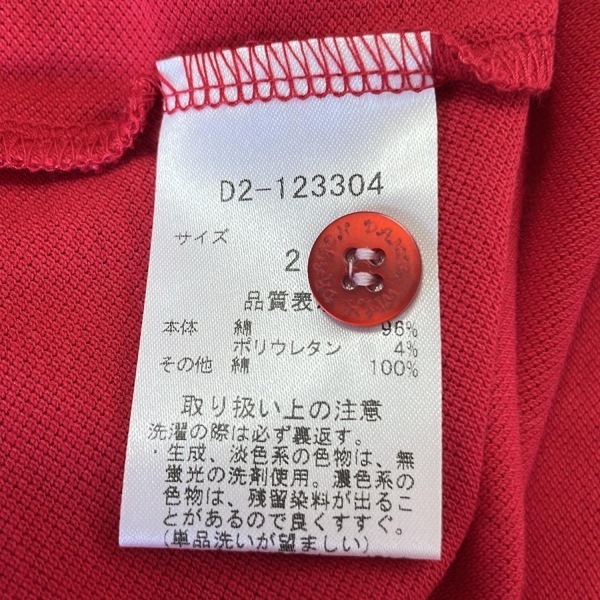 D2-123304
サイズ
2
品質表
本体 綿 96%
ポリウレタン 4%
その他 綿 100%
取り扱い上の注意
洗濯の際は必ず裏返す。
・生成、淡色系の色物は、無
蛍光の洗剤使用。濃色系の
色物は、残留染料が出るこ
とがあるので良くすすぐ。
(単品洗いが望ましい)